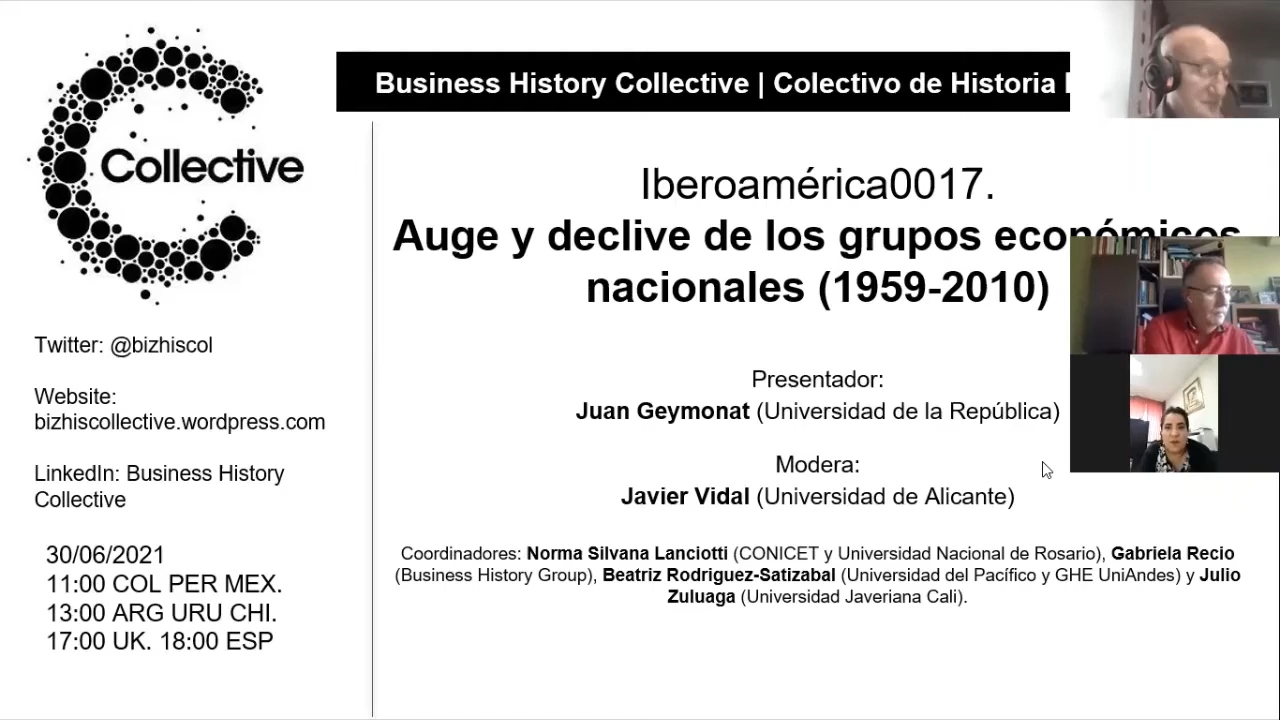 Collective
Business History Collective | Colectivo de Historia
Iberoamérica0017.
Auge y declive de los grupos económicos
nacionales (1959-2010)
Twitter: @bizhiscol
Website:
bizhiscollective.wordpress.com
LinkedIn: Business History
Collective
30/06/2021
11:00 COL PER MEX.
13:00 ARG URU CHI.
17:00 UK. 18:00 ESP
Presentador:
Juan Geymonat (Universidad de la República)
Modera:
Javier Vidal (Universidad de Alicante)
Coordinadores: Norma Silvana Lanciotti (CONICET y Universidad Nacional de Rosario), Gabriela Recio
(Business History Group), Beatriz Rodriguez-Satizabal (Universidad del Pacífico y GHE UniAndes) y Julio
Zuluaga (Universidad Javeriana Cali).